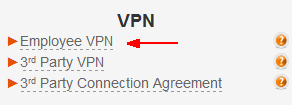 VPN
Employee VPN
3rd Party VPN
3rd Party Connection Agreement